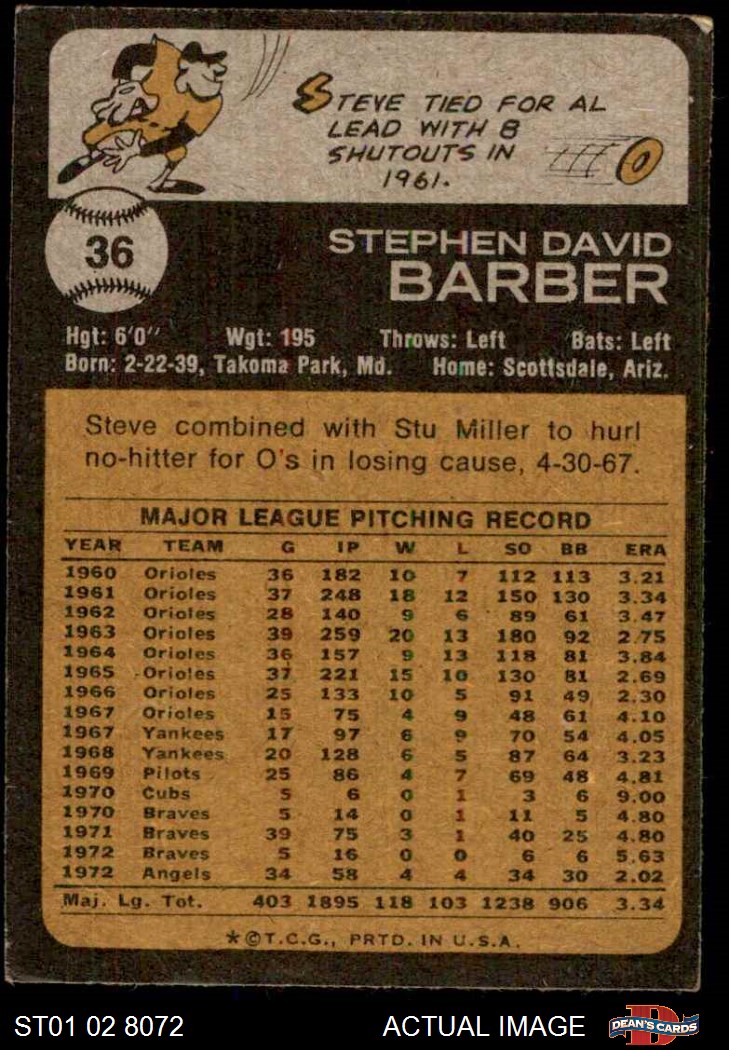 STEVE TIED FOR AL
LEAD WITH 8
SHUTOUTS IN
1961.
36
STEPHEN DAVID
BARBER
Hgt: 6'0" Wgt: 195 Throws: Left Bats: Left
Born: 2-22-39, Takoma Park, Md. Home: Scottsdale, Ariz.
Steve combined with Stu Miller to hurl
no-hitter for O's in losing cause, 4-30-67.
MAJOR LEAGUE PITCHING RECORD
YEAR TEAM G IP W L SO BB ERA
1960 Orioles 36 182 10 7 112 113 3.21
1961 Orioles 37 248 18 12 150 130 3.34
1962 Orioles 28 140 9 6 89 61 3.47
1963 Orioles 39 259 20 13 180 92 2.75
1964 Orioles 36 157 9 13 118 81 3.84
1965 Orioles 37 221 15 10 130 81 2.69
1966 Orioles 25 133 10 5 91 49 2.30
1967 Orioles 15 75 4 9 48 61 4.10
1967 Yankees 17 97 6 9 70 54 4.05
1968 Yankees 20 128 6 5 87 64 3.23
1969 Pilots 25 86 4 7 69 48 4.81
1970 Cubs 5 6 0 1 3 6 9.00
1970 Braves 5 14 0 1 11 5 4.80
1971 Braves 39 75 3 1 40 25 4.80
1972 Braves 5 16 0 0 6 6 5.63
1972 Angels 34 58 4 4 34 30 2.02
Maj. Lg. Tot. 403 1895 118 103 1238 906 3.34
*©T.C.G., PRTD. IN U.S.A.
ST01 02 8072 ACTUAL IMAGE DEAN'S CARDS